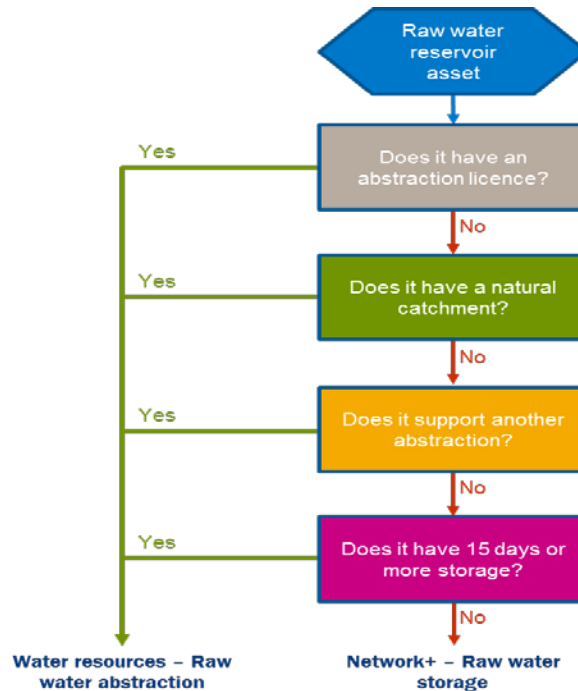 Raw water
reservoir
asset
Yes
Does it have an
abstraction licence?
No
Yes
Does it have a natural
catchment?
No
Yes
Does it support another
abstraction?
No
Yes
Does it have 15 days or
more storage?
No
Water resources – Raw
water abstraction
Network+ – Raw water
storage